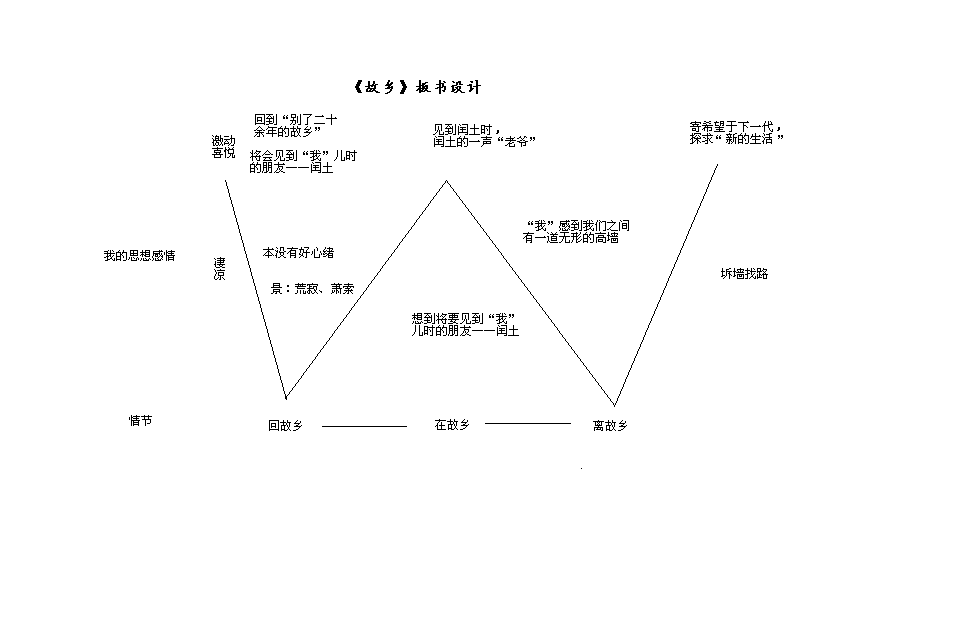 《故乡》板书设计
回到“别了二十
余年的故乡”
激动
喜悦
将会见到“我”儿时
的朋友——闰土
见到闰土时,
闰土的一声“老爷”
寄希望于下一代,
探求“新的生活”
“我”感到我们之间
有一道无形的高墙
我的思想感情
凄
凉
本没有好心绪
景:荒寂、萧索
坼墙找路
想到将要见到“我”
儿时的朋友——闰土
情节
回故乡
在故乡
离故乡